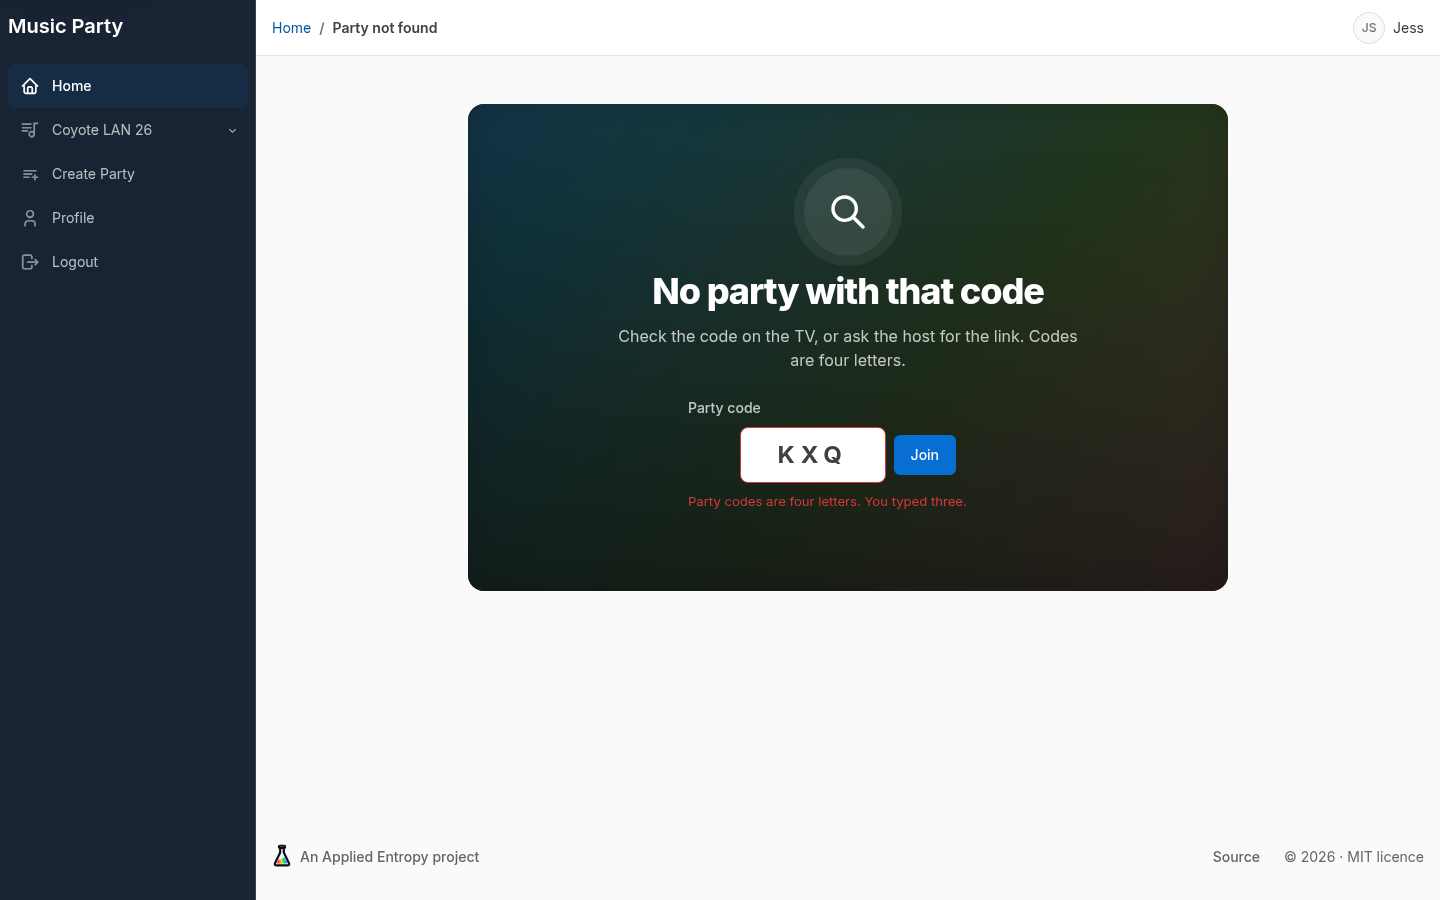 Music Party
Home
Coyote LAN 26
Create Party
Profile
Logout
Home / Party not found
JS Jess
No party with that code
Check the code on the TV, or ask the host for the link. Codes
are four letters.
Party code
KXQ
Join
Party codes are four letters. You typed three.
An Applied Entropy project
Source © 2026 · MIT licence